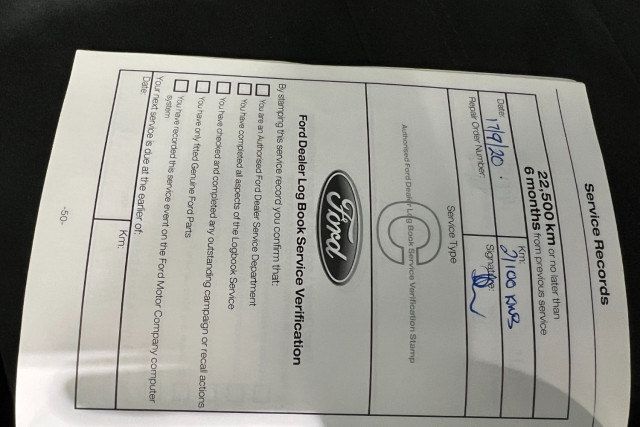 Service Records
22,500 km or no later than
6 months from previous service
Date: 17/9/20.
Km: 21100 KMS
Repair Order Number:
Signature:
Service Type
C
Authorised Ford Dealer Log Book Service Verification Stamp
Ford
Ford Dealer Log Book Service Verification
By stamping this service record you confirm that:
You are an Authorised Ford Dealer Service Department
You have completed all aspects of the Logbook Service
You have checked and completed any outstanding campaign or recall actions
You have only fitted Genuine Ford Parts
You have recorded this service event on the Ford Motor Company computer
system
Your next service is due at the earlier of:
Date:
Km:
-50-